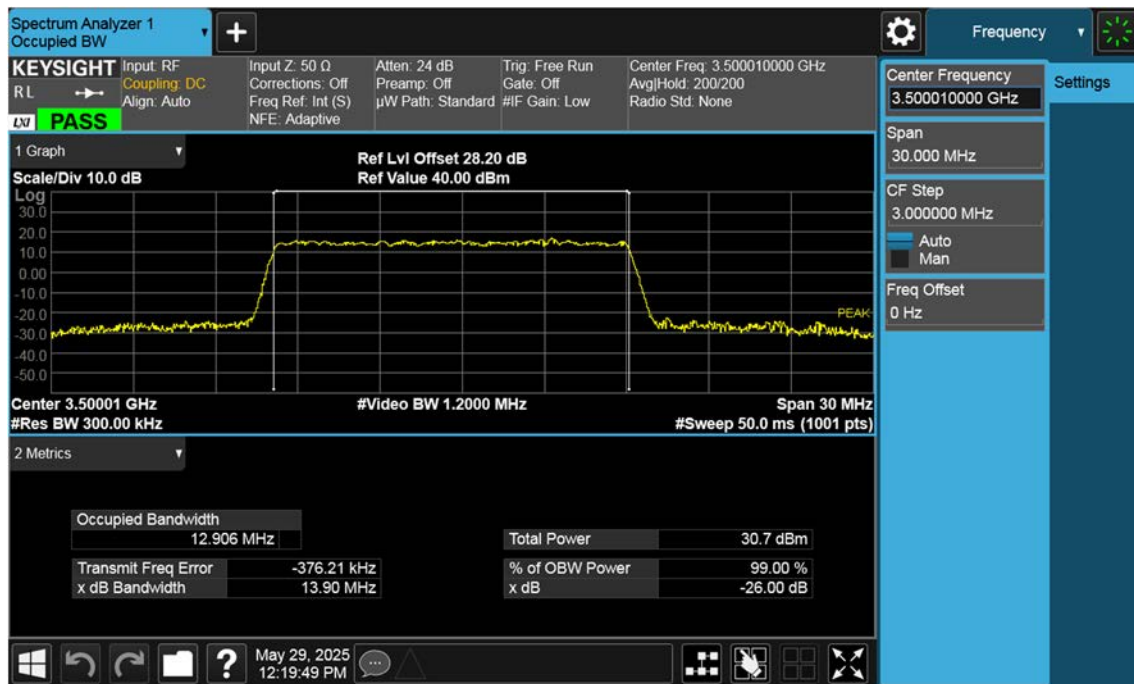 Spectrum Analyzer 1
Occupied BW
+
Frequency
KEYSIGHT
RL
LXI PASS
Input: RF
Coupling: DC
Align: Auto
Input Z: 50 Ω
Corrections: Off
Freq Ref: Int (S)
NFE: Adaptive
Atten: 24 dB
Preamp: Off
µW Path: Standard
Trig: Free Run
Gate: Off
#IF Gain: Low
Center Freq: 3.500010000 GHz
Avg|Hold: 200/200
Radio Std: None
Center Frequency
3.500010000 GHz
Settings
Span
30.000 MHz
CF Step
3.000000 MHz
Auto
Man
Freq Offset
0 Hz
1 Graph
Ref Lvl Offset 28.20 dB
Scale/Div 10.0 dB
Ref Value 40.00 dBm
Log
30.0
20.0
10.0
0.00
-10.0
-20.0
-30.0
-40.0
-50.0
PEAK
Center 3.50001 GHz
#Video BW 1.2000 MHz
Span 30 MHz
#Res BW 300.00 kHz
#Sweep 50.0 ms (1001 pts)
2 Metrics
Occupied Bandwidth
12.906 MHz
Total Power 30.7 dBm
Transmit Freq Error -376.21 kHz
% of OBW Power 99.00 %
x dB Bandwidth 13.90 MHz
x dB -26.00 dB
?
May 29, 2025
12:19:49 PM